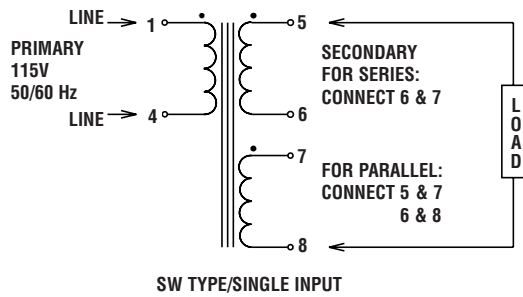 LINE
1
PRIMARY
115V
50/60 Hz
LINE
4
5
SECONDARY
FOR SERIES:
CONNECT 6 & 7
6
7
FOR PARALLEL:
CONNECT 5 & 7
6 & 8
8
LOAD
SW TYPE/SINGLE INPUT